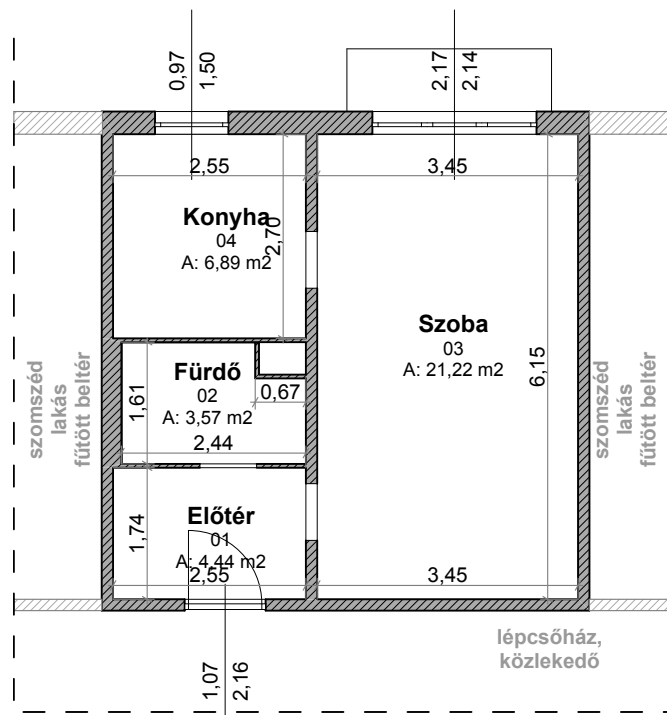 0,97
1,50
2,17
2,14
2,55
3,45
Konyha
04
A: 6,89 m2
2,70
Szoba
03
A: 21,22 m2
6,15
szomszéd
lakás
fűtött beltér
szomszéd
lakás
fűtött beltér
Fürdő
02
A: 3,57 m2
0,67
1,61
2,44
Előtér
01
A: 4,44 m2
1,74
2,55
3,45
lépcsőház,
közlekedő
1,07
2,16